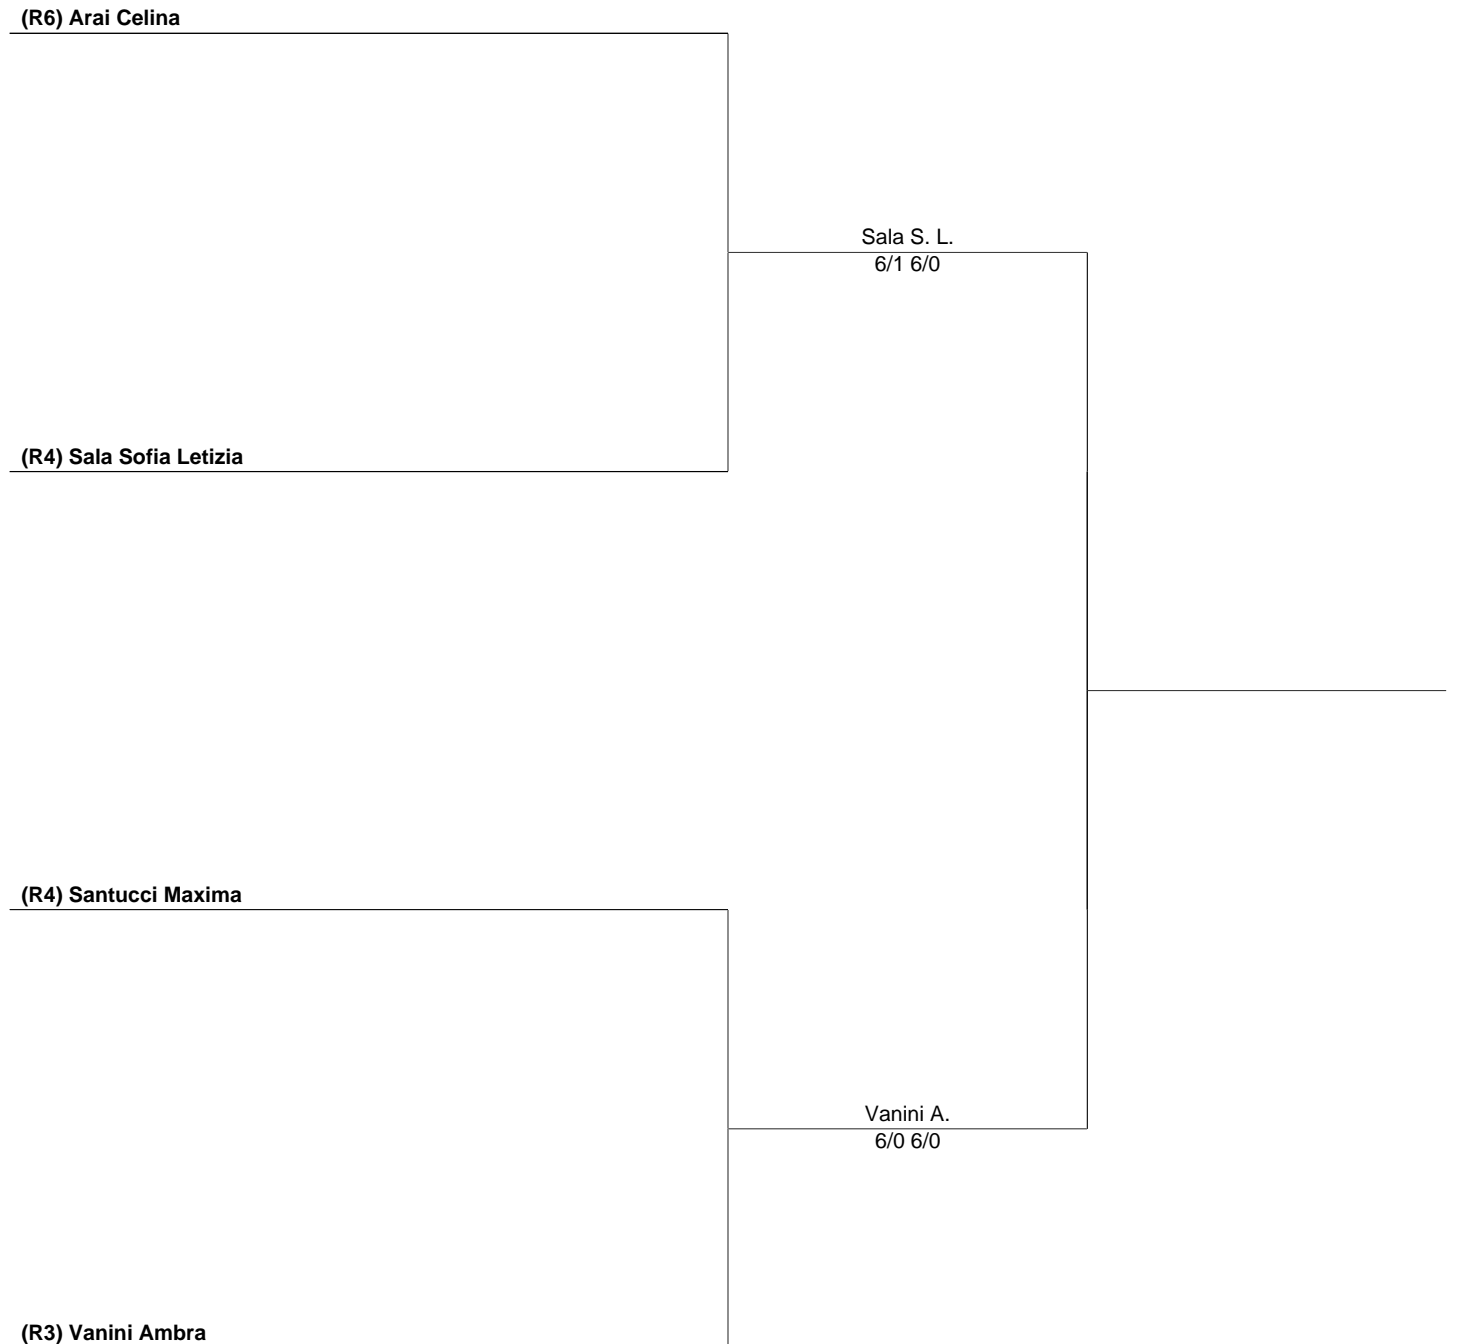 (R6) Arai Celina
Sala S. L.
6/1 6/0
(R4) Sala Sofia Letizia
(R4) Santucci Maxima
Vanini A.
6/0 6/0
(R3) Vanini Ambra